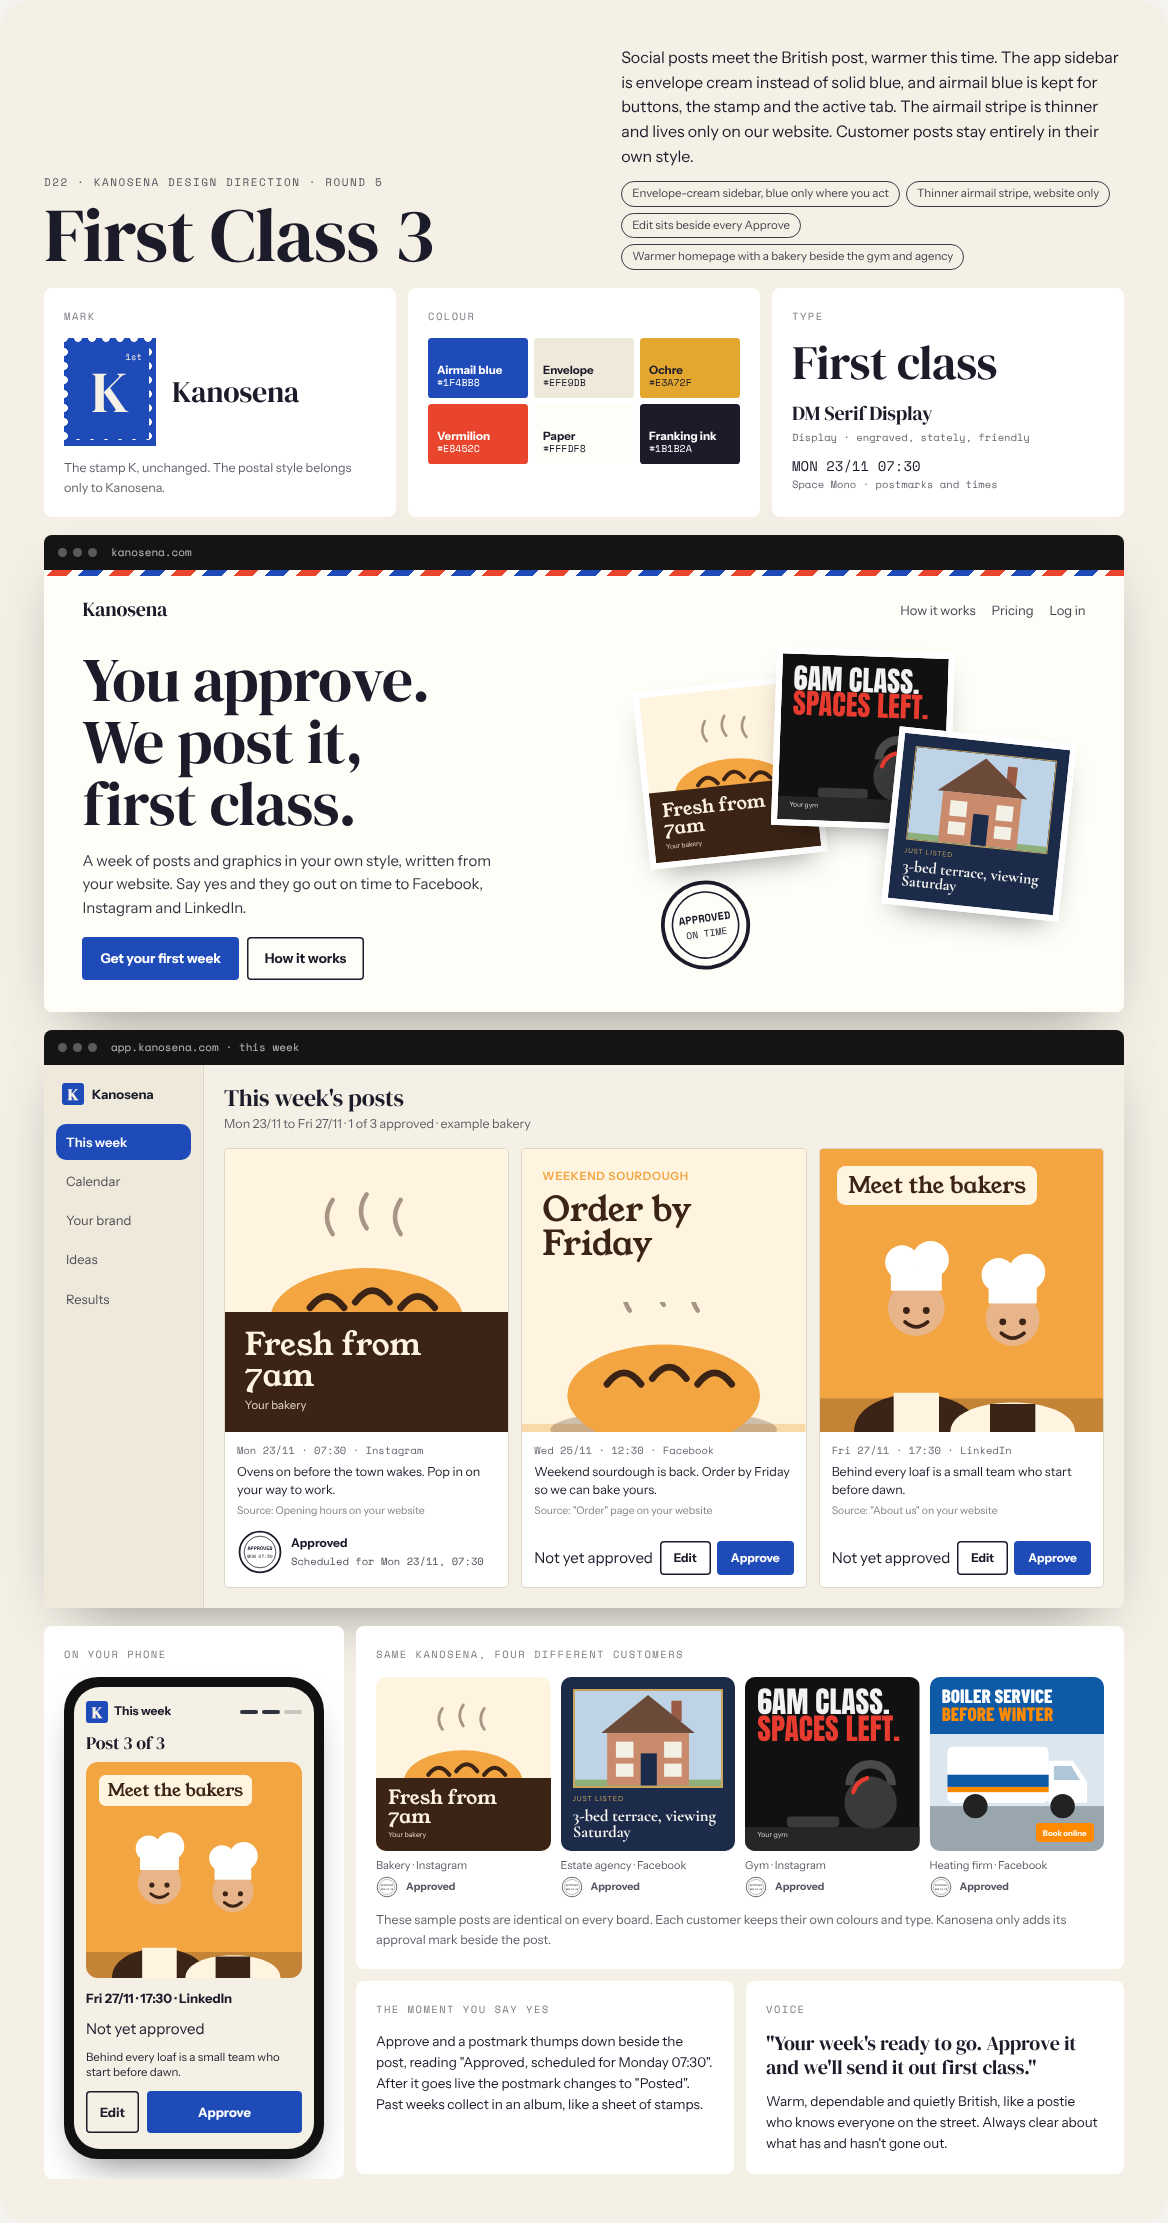 Social posts meet the British post, warmer this time. The app sidebar
is envelope cream instead of solid blue, and airmail blue is kept for
buttons, the stamp and the active tab. The airmail stripe is thinner
and lives only on our website. Customer posts stay entirely in their
own style.
D22 · KANOSENA DESIGN DIRECTION · ROUND 5
First Class 3
Envelope-cream sidebar, blue only where you act
Thinner airmail stripe, website only
Edit sits beside every Approve
Warmer homepage with a bakery beside the gym and agency
MARK
1st
K
Kanosena
The stamp K, unchanged. The postal style belongs
only to Kanosena.
COLOUR
Airmail blue
#1F4BB8
Envelope
#EFE9DB
Ochre
#E3A72F
Vermilion
#E8452C
Paper
#FFFDF8
Franking ink
#1B1B2A
TYPE
First class
DM Serif Display
Display · engraved, stately, friendly
MON 23/11 07:30
Space Mono · postmarks and times
kanosena.com
Kanosena
How it works
Pricing
Log in
You approve.
We post it,
first class.
A week of posts and graphics in your own style, written from
your website. Say yes and they go out on time to Facebook,
Instagram and LinkedIn.
Get your first week
How it works
Fresh from
7am
Your bakery
6AM CLASS.
SPACES LEFT.
Your gym
JUST LISTED
3-bed terrace, viewing
Saturday
APPROVED
ON TIME
app.kanosena.com · this week
K
Kanosena
This week
Calendar
Your brand
Ideas
Results
This week's posts
Mon 23/11 to Fri 27/11 · 1 of 3 approved · example bakery
Fresh from
7am
Your bakery
Mon 23/11 · 07:30 · Instagram
Ovens on before the town wakes. Pop in on
your way to work.
Source: Opening hours on your website
APPROVED
MON 07:30
Approved
Scheduled for Mon 23/11, 07:30
WEEKEND SOURDOUGH
Order by
Friday
Wed 25/11 · 12:30 · Facebook
Weekend sourdough is back. Order by Friday
so we can bake yours.
Source: "Order" page on your website
Not yet approved
Edit
Approve
Meet the bakers
Fri 27/11 · 17:30 · LinkedIn
Behind every loaf is a small team who start
before dawn.
Source: "About us" on your website
Not yet approved
Edit
Approve
ON YOUR PHONE
K
This week
Post 3 of 3
Meet the bakers
Fri 27/11 · 17:30 · LinkedIn
Not yet approved
Behind every loaf is a small team who
start before dawn.
Edit
Approve
SAME KANOSENA, FOUR DIFFERENT CUSTOMERS
Fresh from
7am
Your bakery
Bakery · Instagram
Approved
JUST LISTED
3-bed terrace, viewing
Saturday
Estate agency · Facebook
Approved
6AM CLASS.
SPACES LEFT.
Your gym
Gym · Instagram
Approved
BOILER SERVICE
BEFORE WINTER
Book online
Heating firm · Facebook
Approved
These sample posts are identical on every board. Each customer keeps their own colours and type. Kanosena only adds its
approval mark beside the post.
THE MOMENT YOU SAY YES
Approve and a postmark thumps down beside the
post, reading "Approved, scheduled for Monday 07:30".
After it goes live the postmark changes to "Posted".
Past weeks collect in an album, like a sheet of stamps.
VOICE
"Your week's ready to go. Approve it
and we'll send it out first class."
Warm, dependable and quietly British, like a postie
who knows everyone on the street. Always clear about
what has and hasn't gone out.